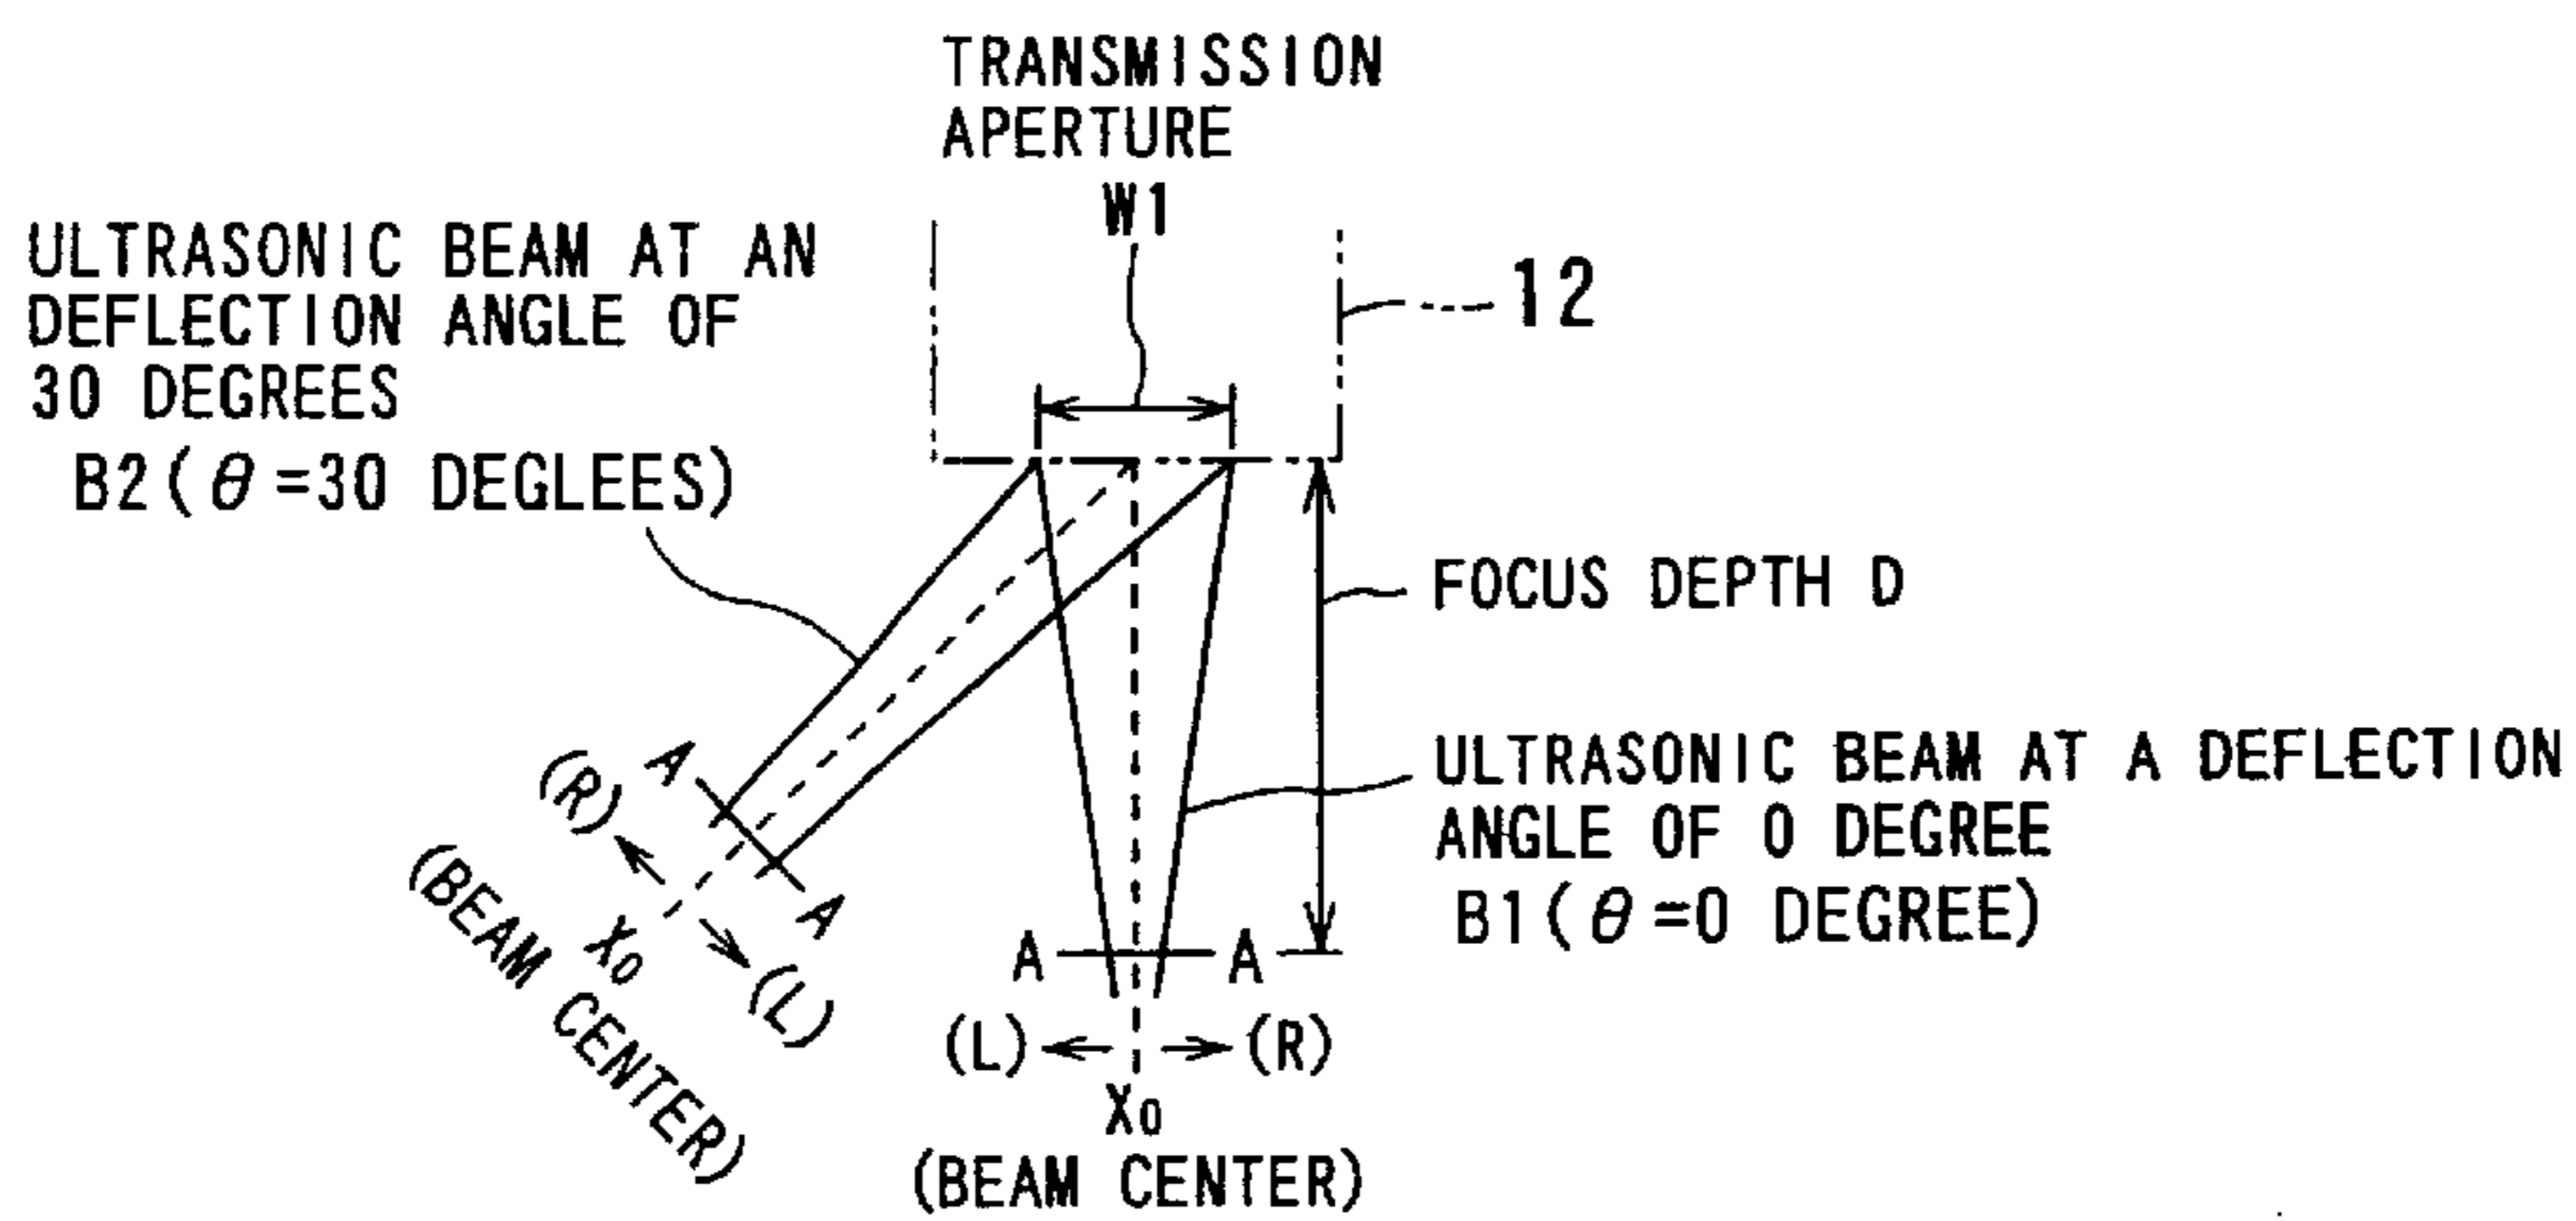 TRANSMISSION
APERTURE
W1
ULTRASONIC BEAM AT AN
DEFLECTION ANGLE OF
30 DEGREES
B2(θ=30 DEGLEES)
12
FOCUS DEPTH D
ULTRASONIC BEAM AT A DEFLECTION
ANGLE OF 0 DEGREE
B1(θ=0 DEGREE)
A
(R)
A
(L)
X0
(BEAM CENTER)
A A
(L) (R)
X0
(BEAM CENTER)